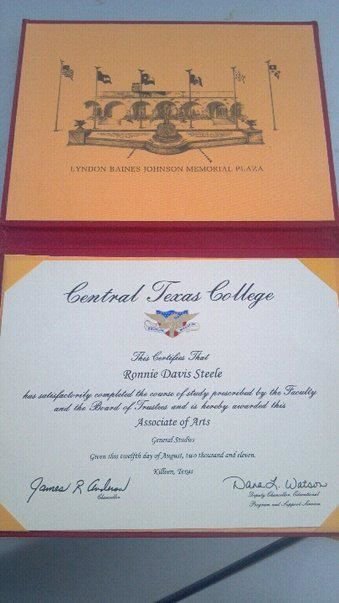 LYNDON BAINES JOHNSON MEMORIAL PLAZA
Central Texas College
This Certifies That
Ronnie Davis Steele
has satisfactorily completed the course of study prescribed by the Faculty
and the Board of Trustees and is hereby awarded this
Associate of Arts
General Studies
Given this twelfth day of August, two thousand and eleven.
Killeen, Texas
James R Anderson
Chancellor
Dana L. Watson
Deputy Chancellor, Educational
Program and Support Services